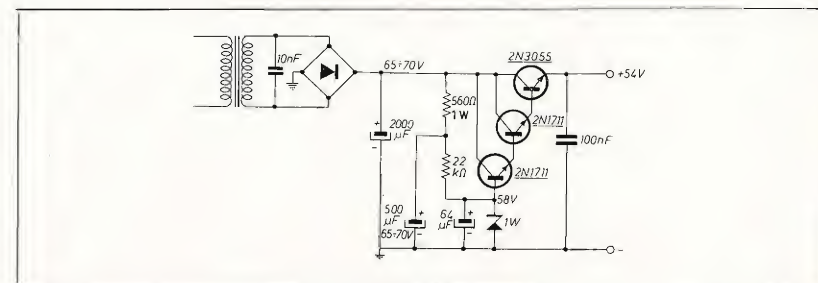 2N3055
10nF
65÷70V
+54V
560Ω
1W
2N1711
+
2000
µF
-
100nF
22
kΩ
2N1711
58V
500
µF
65÷70V
+
-
64
µF
+
-
1W
-